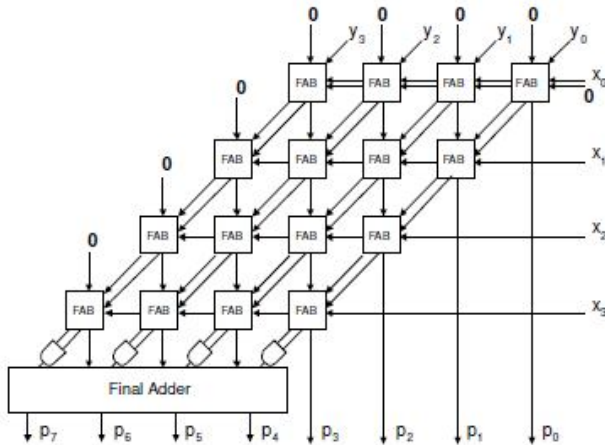 0 0 0 0
y3 y2 y1 y0
FAB FAB FAB FAB x0
0 0
FAB FAB FAB FAB x1
0
FAB FAB FAB FAB x2
0
FAB FAB FAB FAB x3
Final Adder
p7 p6 p5 p4 p3 p2 p1 p0